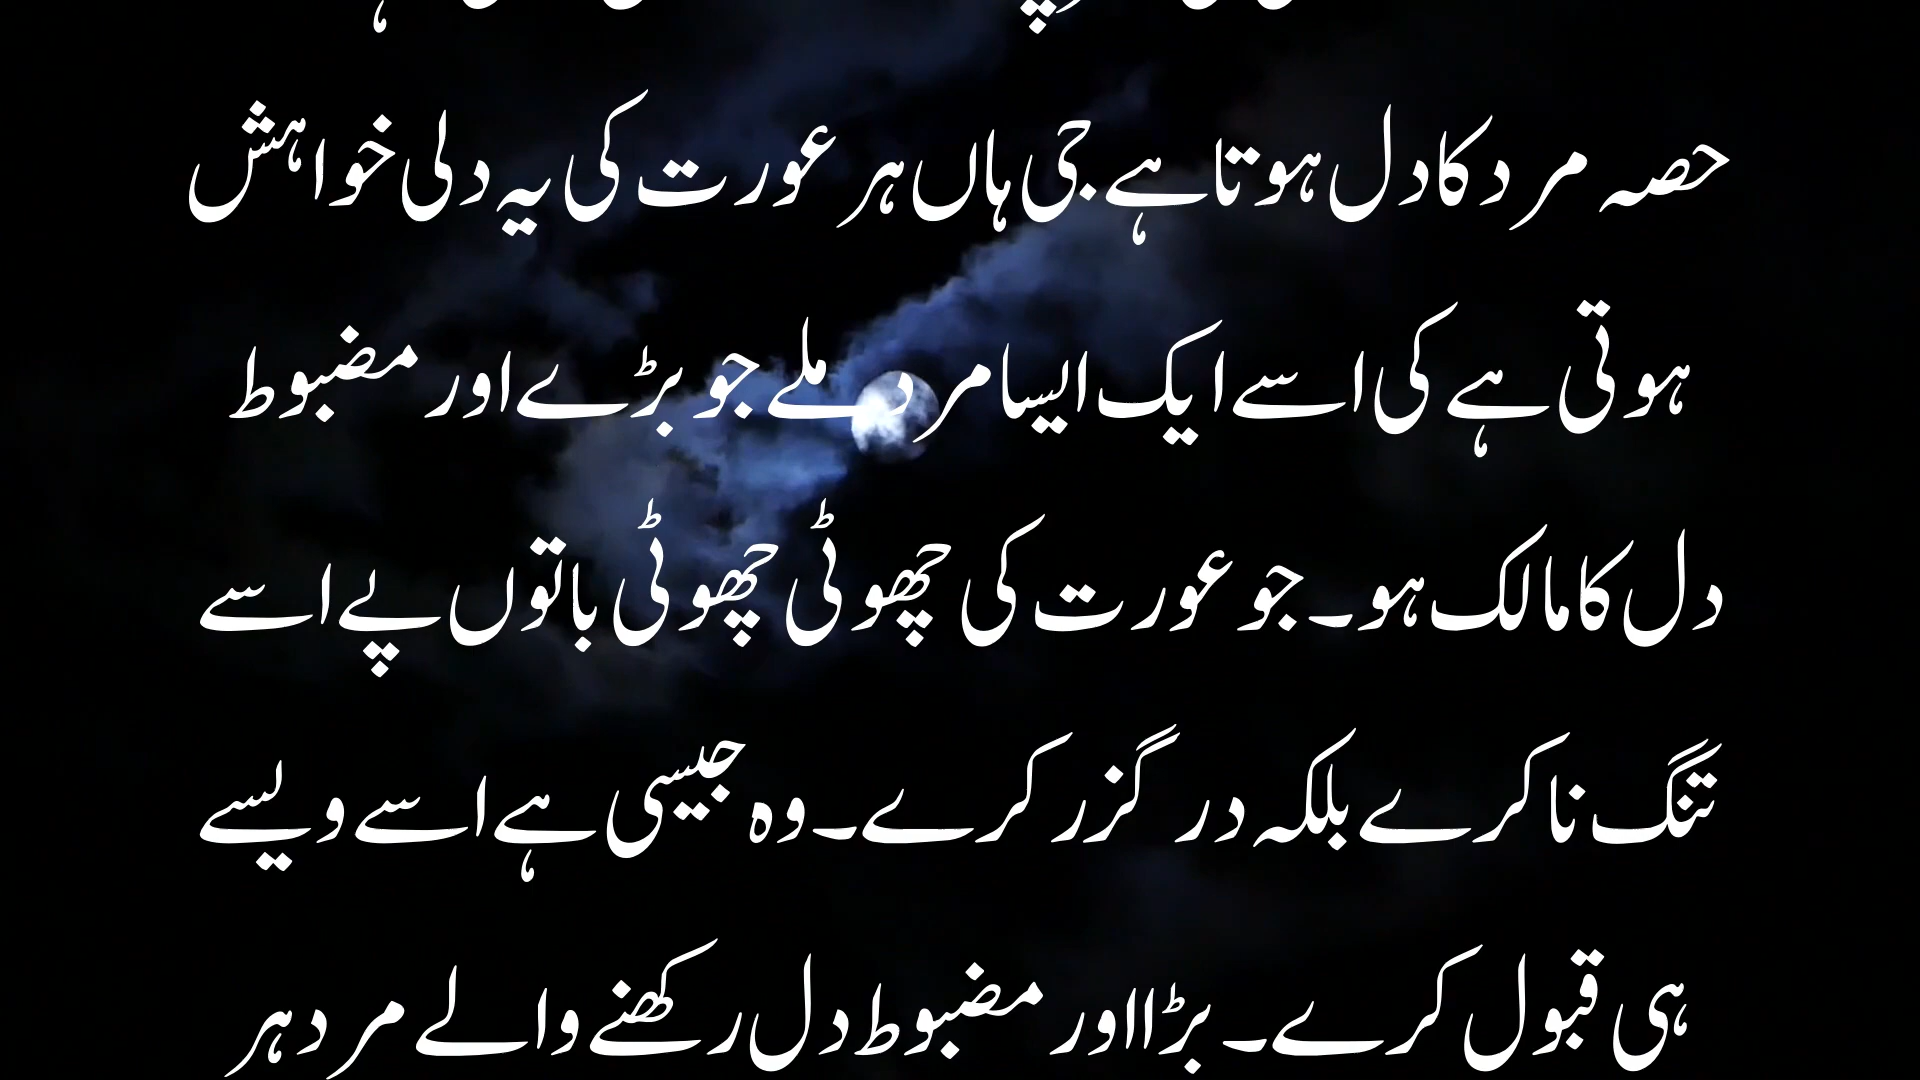 حصہ مرد کا دل ہوتا ہے جی ہاں ہر عورت کی یہ دلی خواہش
ہوتی ہے کی اسے ایک ایسا مرد ملے جو بڑے اور مضبوط
دل کا مالک ہو۔ جو عورت کی چھوٹی چھوٹی باتوں پے اسے
تنگ نا کرے بلکہ درگزر کرے۔ وہ جیسی ہے اسے ویسے
ہی قبول کرے۔ بڑا اور مضبوط دل رکھنے والے مرد ہر